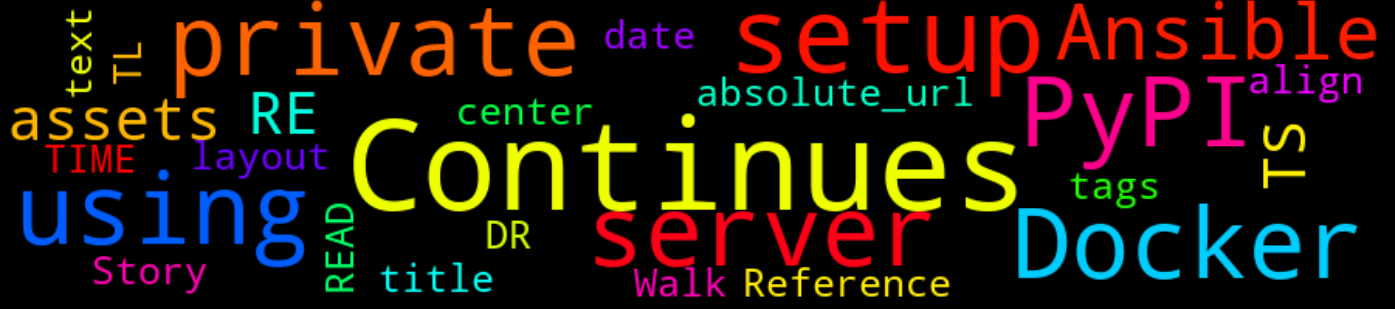 text
TL
private
date
setup
Ansible
assets
RE
center
absolute_url
PyPI
align
TIME
layout
Continues
TS
using
READ
DR
server
tags
Docker
Story
title
Walk
Reference